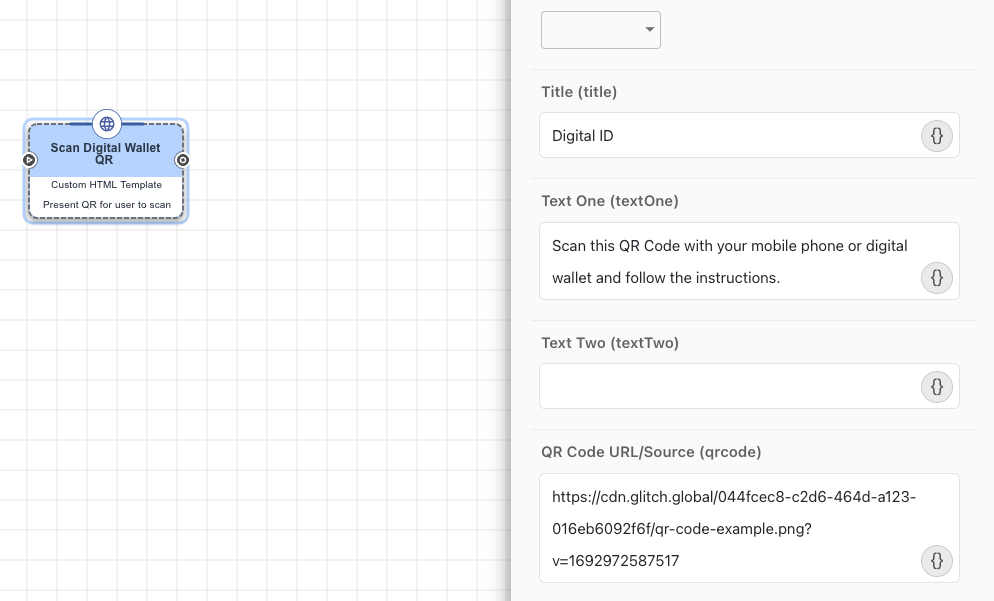 Scan Digital Wallet
QR
Custom HTML Template
Present QR for user to scan
Title (title)
Digital ID
{}
Text One (textOne)
Scan this QR Code with your mobile phone or digital
wallet and follow the instructions.
{}
Text Two (textTwo)
{}
QR Code URL/Source (qrcode)
https://cdn.glitch.global/044fcec8-c2d6-464d-a123-
016eb6092f6f/qr-code-example.png?
v=1692972587517
{}